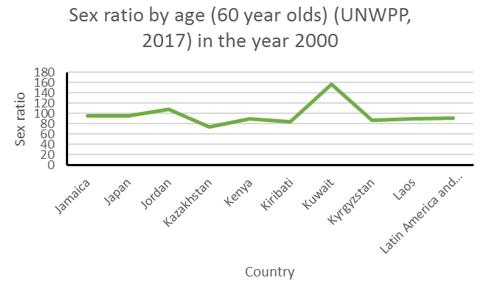 Sex ratio by age (60 year olds) (UNWPP,
2017) in the year 2000
Sex ratio
180
160
140
120
100
80
60
40
20
0
Jamaica
Japan
Jordan
Kazakhstan
Kenya
Kiribati
Kuwait
Kyrgyzstan
Laos
Latin America and...
Country